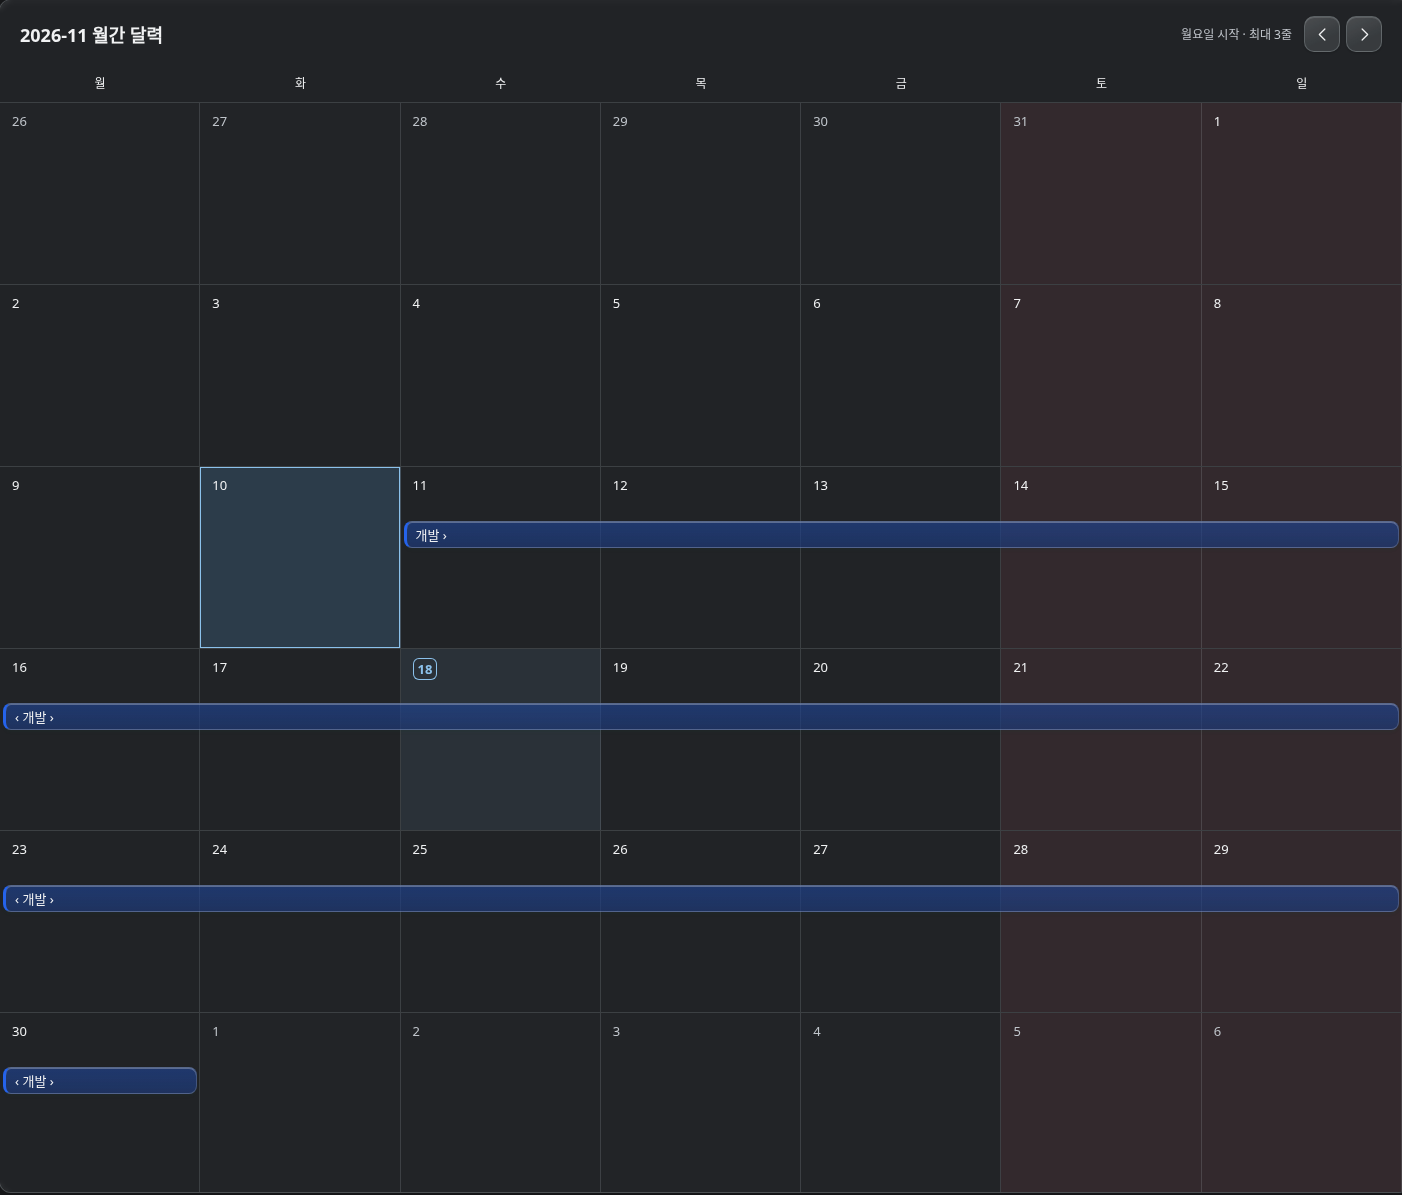 2026-11 월간 달력
월요일 시작 · 최대 3줄
월 화 수 목 금 토 일
26 27 28 29 30 31 1
2 3 4 5 6 7 8
9 10 11 12 13 14 15
개발 ›
16 17 18 19 20 21 22
‹ 개발 ›
23 24 25 26 27 28 29
‹ 개발 ›
30 1 2 3 4 5 6
‹ 개발 ›